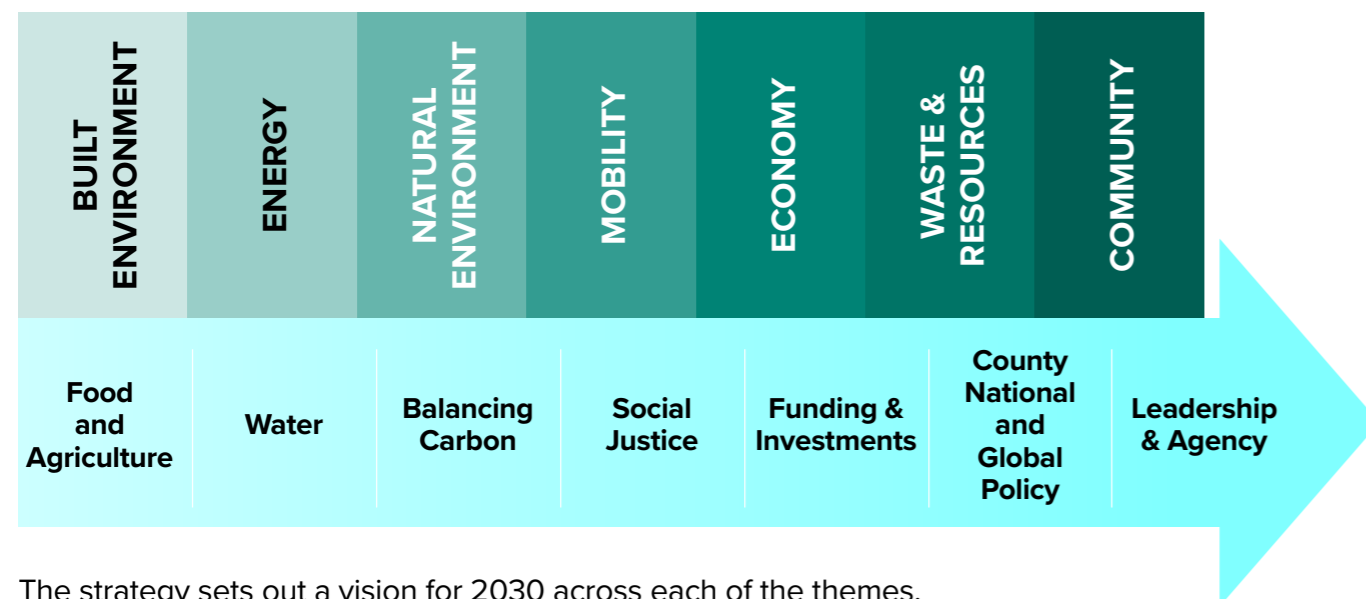 BUILT
ENVIRONMENT
ENERGY
NATURAL
ENVIRONMENT
MOBILITY
ECONOMY
WASTE &
RESOURCES
COMMUNITY
Food
and
Agriculture
Water
Balancing
Carbon
Social
Justice
Funding &
Investments
County
National
and
Global
Policy
Leadership
& Agency
The strategy sets out a vision for 2030 across each of the themes.